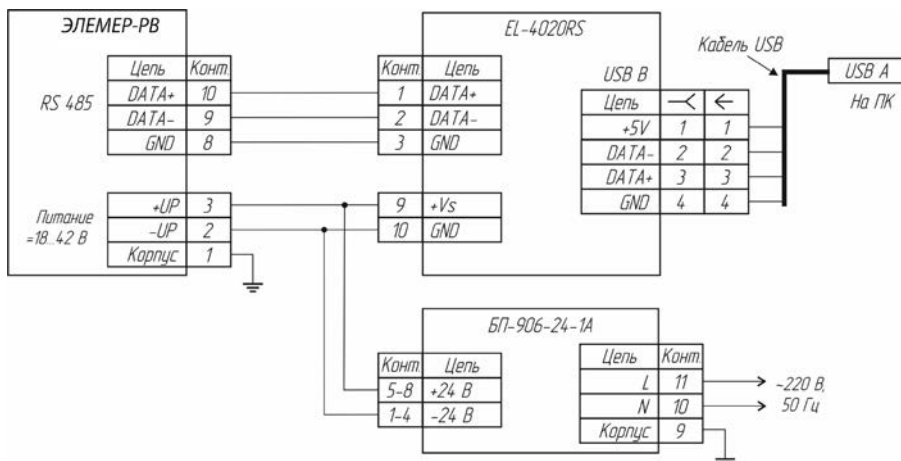 ЭЛЕМЕР-РВ
RS 485
Цепь Конт.
DATA+ 10
DATA- 9
GND 8
Питание
=18...42 В
+UP 3
-UP 2
Корпус 1
EL-4020RS
Конт. Цепь
1 DATA+
2 DATA-
3 GND
9 +Vs
10 GND
USB B
Цепь
+5V 1 1
DATA- 2 2
DATA+ 3 3
GND 4 4
Кабель USB
USB A
На ПК
БП-906-24-1А
Конт. Цепь
5-8 +24 В
1-4 -24 В
Цепь Конт.
L 11
N 10
Корпус 9
~220 В,
50 Гц